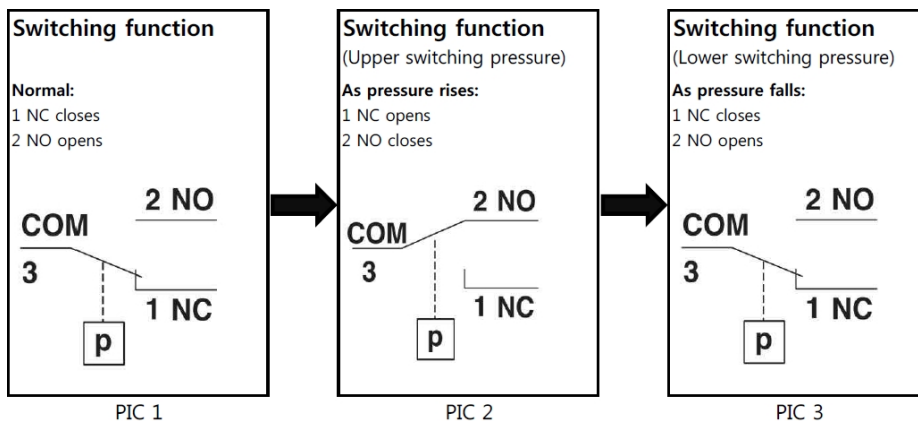 Switching function
Normal:
1 NC closes
2 NO opens
2 NO
COM
3
1 NC
p
PIC 1
Switching function
(Upper switching pressure)
As pressure rises:
1 NC opens
2 NO closes
2 NO
COM
3
1 NC
p
PIC 2
Switching function
(Lower switching pressure)
As pressure falls:
1 NC closes
2 NO opens
2 NO
COM
3
1 NC
p
PIC 3